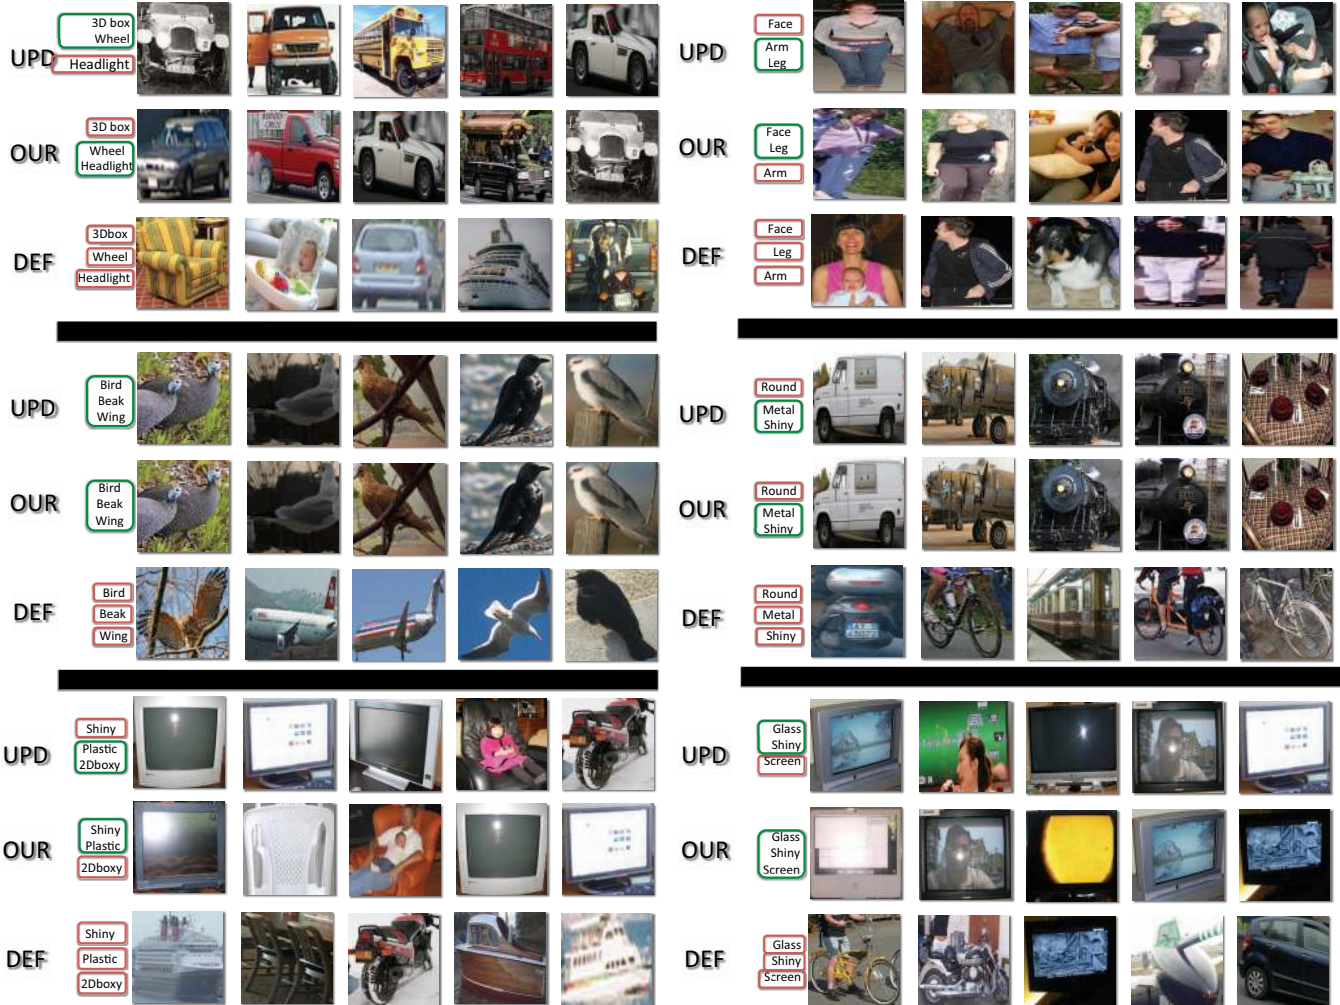 UPD
3D box
Wheel
Headlight
OUR
3D box
Wheel
Headlight
DEF
3Dbox
Wheel
Headlight
UPD
Face
Arm
Leg
OUR
Face
Leg
Arm
DEF
Face
Leg
Arm
UPD
Bird
Beak
Wing
OUR
Bird
Beak
Wing
DEF
Bird
Beak
Wing
UPD
Round
Metal
Shiny
OUR
Round
Metal
Shiny
DEF
Round
Metal
Shiny
UPD
Shiny
Plastic
2Dboxy
OUR
Shiny
Plastic
2Dboxy
DEF
Shiny
Plastic
2Dboxy
UPD
Glass
Shiny
Screen
OUR
Glass
Shiny
Screen
DEF
Glass
Shiny
Screen